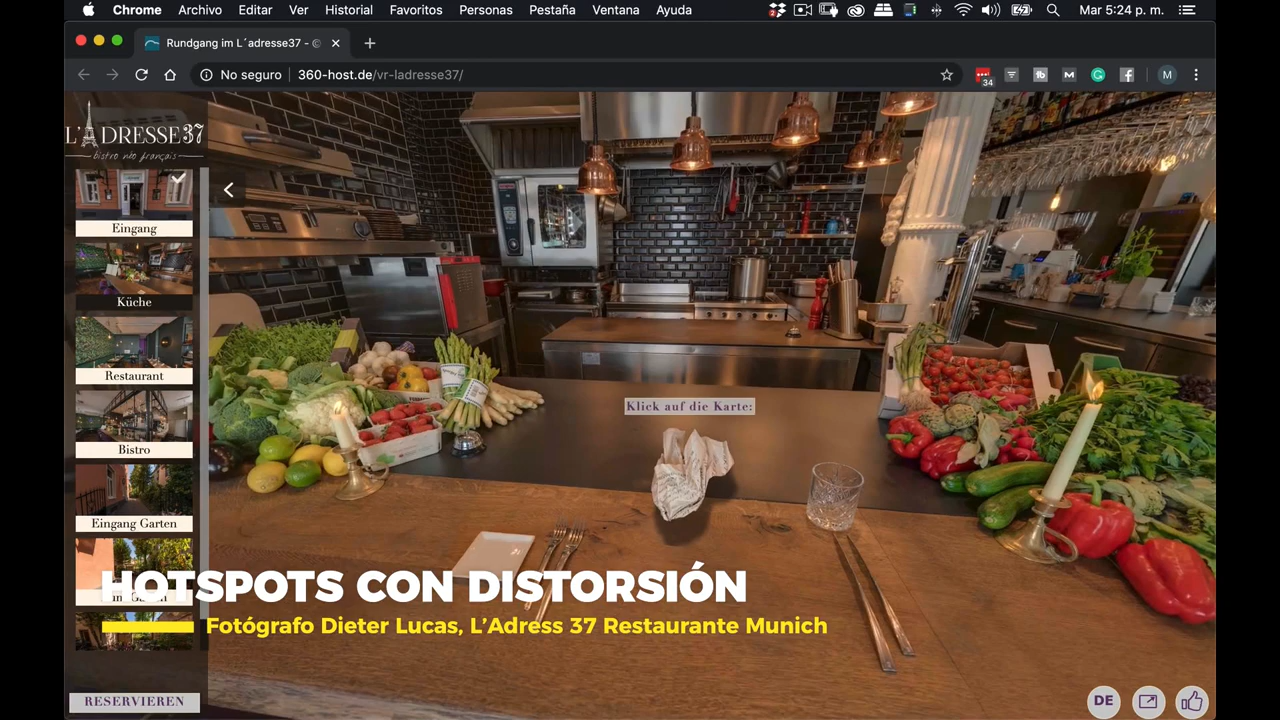 Chrome Archivo Editar Ver Historial Favoritos Personas Pestaña Ventana Ayuda
Mar 5:24 p. m.
Rundgang im L´adresse37 - ©
No seguro 360-host.de/vr-ladresse37/
34
M
L'ADRESSE37
bistro néo français
Eingang
Küche
Restaurant
Bistro
Eingang Garten
Klick auf die Karte:
HOTSPOTS CON DISTORSIÓN
Fotógrafo Dieter Lucas, L’Adress 37 Restaurante Munich
RESERVIEREN
DE